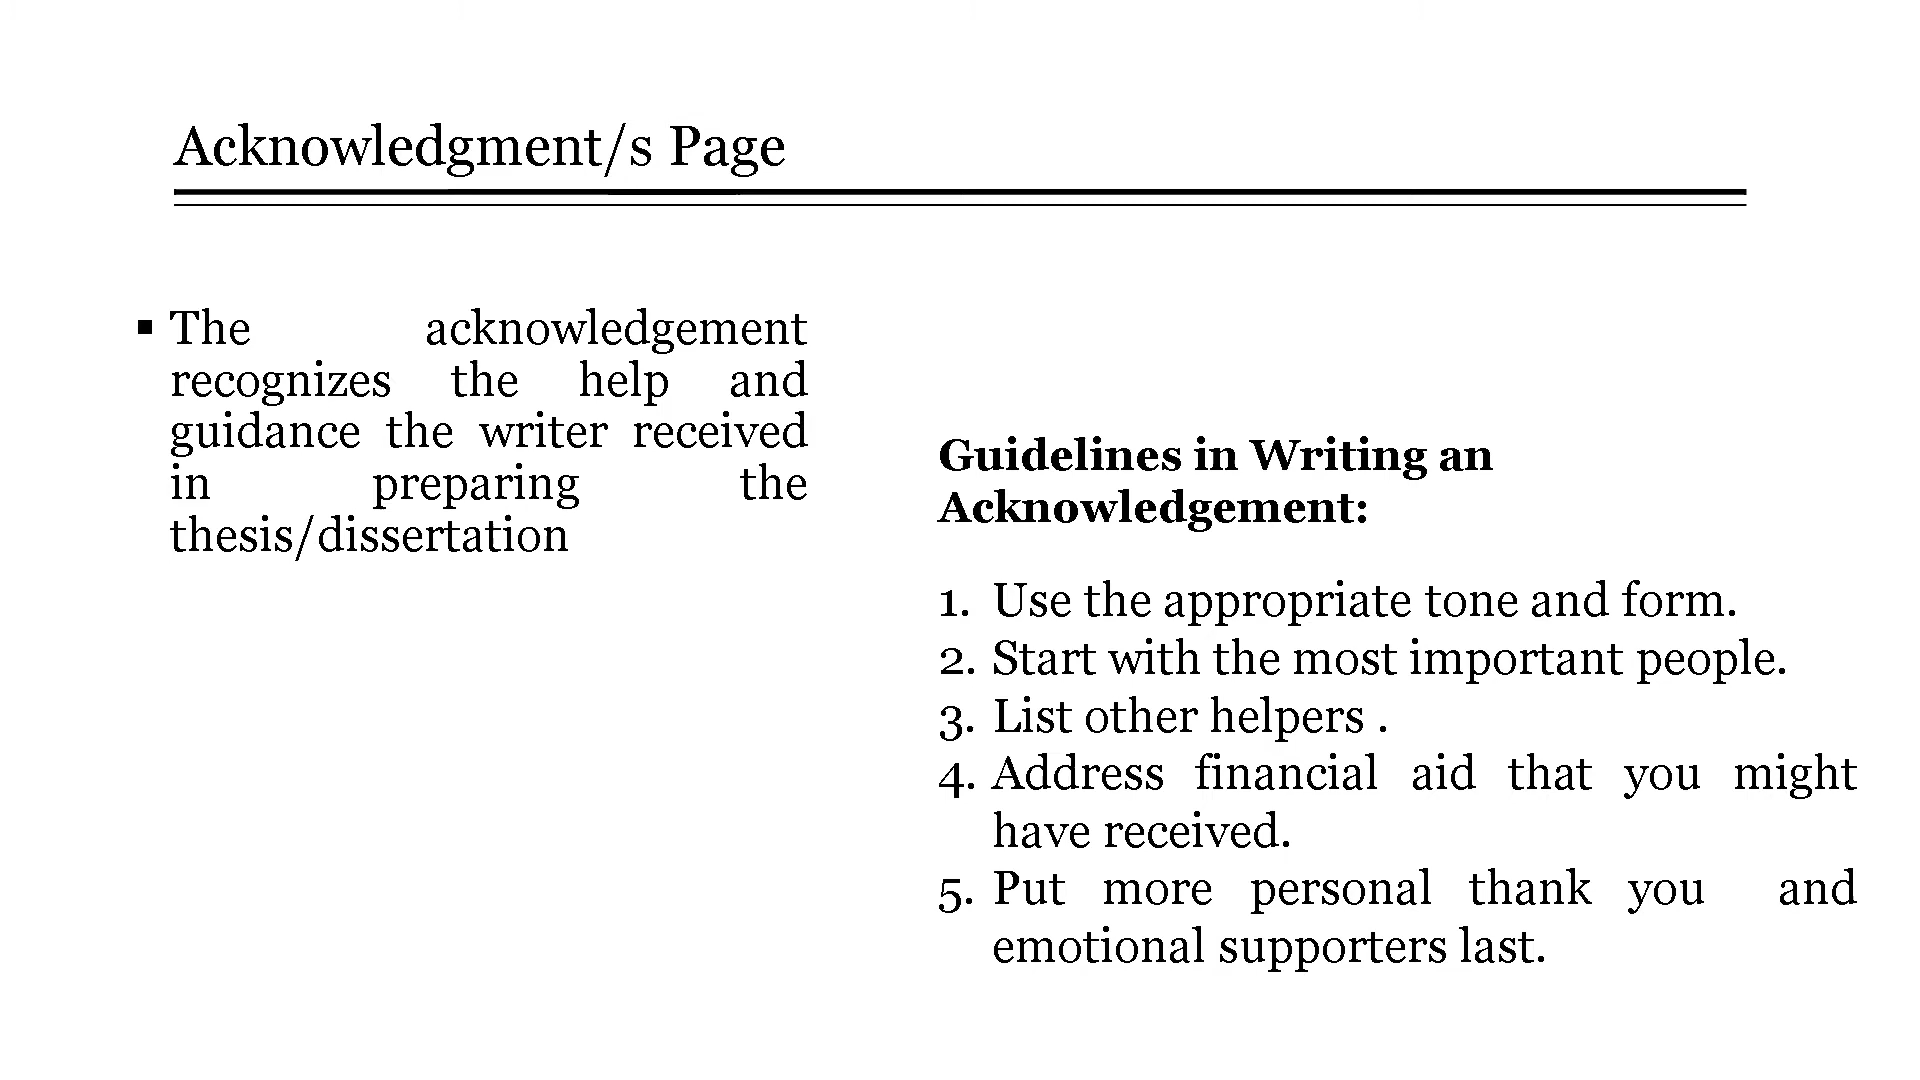 Acknowledgment/s Page
▪ The acknowledgement
recognizes the help and
guidance the writer received
in preparing the
thesis/dissertation
Guidelines in Writing an
Acknowledgement:
1. Use the appropriate tone and form.
2. Start with the most important people.
3. List other helpers .
4. Address financial aid that you might
have received.
5. Put more personal thank you and
emotional supporters last.